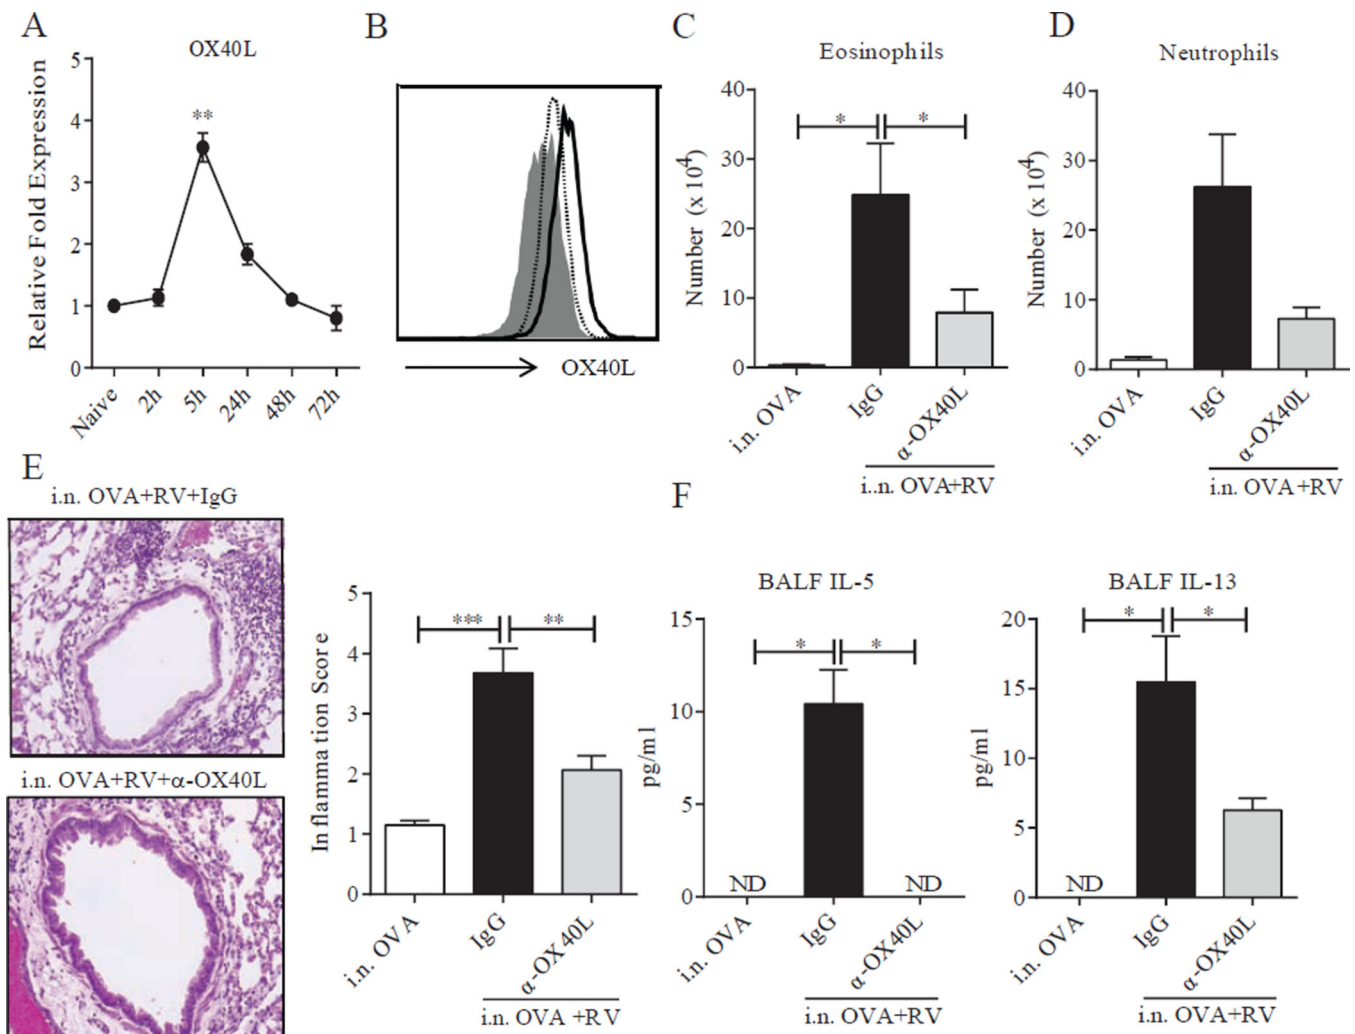 A
OX40L
Relative Fold Expression
5
4
3
2
1
0
**
Naive
2h
5h
24h
48h
72h
B
OX40L
C
Eosinophils
Number (x 10⁴)
40
30
20
10
0
*
*
i.n. OVA
IgG
α-OX40L
i..n. OVA+RV
D
Neutrophils
Number (x 10⁴)
40
30
20
10
0
i.n. OVA
IgG
α-OX40L
i.n. OVA+RV
E
i.n. OVA+RV+IgG
i.n. OVA+RV+α-OX40L
Inflammation Score
5
4
3
2
1
0
***
**
i.n. OVA
IgG
α-OX40L
i.n. OVA +RV
F
BALF IL-5
pg/ml
15
10
5
0
*
*
ND
ND
i.n. OVA
IgG
α-OX40L
i.n. OVA +RV
BALF IL-13
pg/ml
20
15
10
5
0
*
*
ND
i.n. OVA
IgG
α-OX40L
i.n. OVA +RV